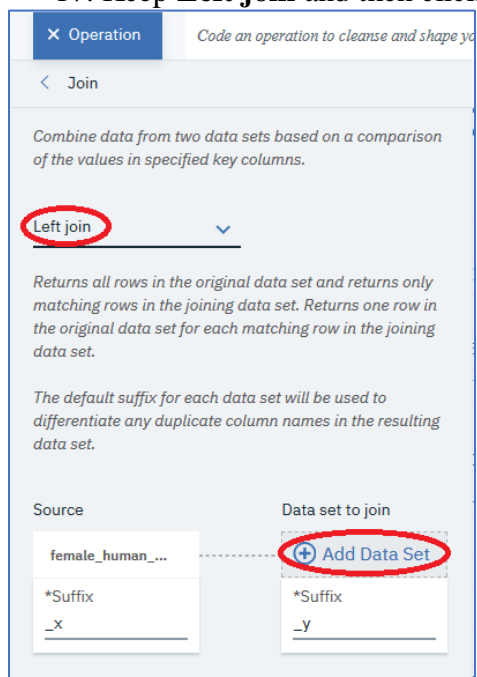 Operation
Code an operation to cleanse and shape
Join
Combine data from two data sets based on a comparison
of the values in specified key columns.
Left join
Returns all rows in the original data set and returns only
matching rows in the joining data set. Returns one row in
the original data set for each matching row in the joining
data set.
The default suffix for each data set will be used to
differentiate any duplicate column names in the resulting
data set.
Source Data set to join
female_human_... Add Data Set
*Suffix *Suffix
_x _y